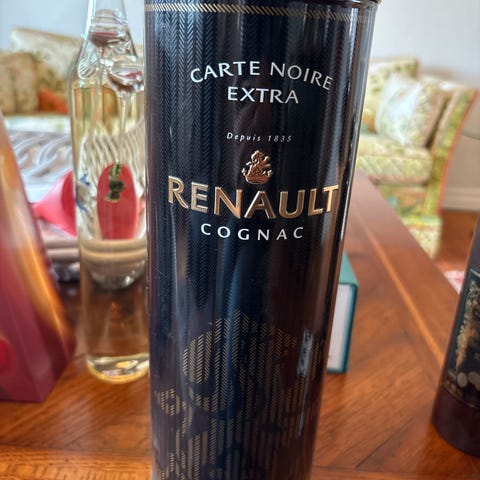 CARTE NOIRE
EXTRA
Depuis 1835
RENAULT
COGNAC